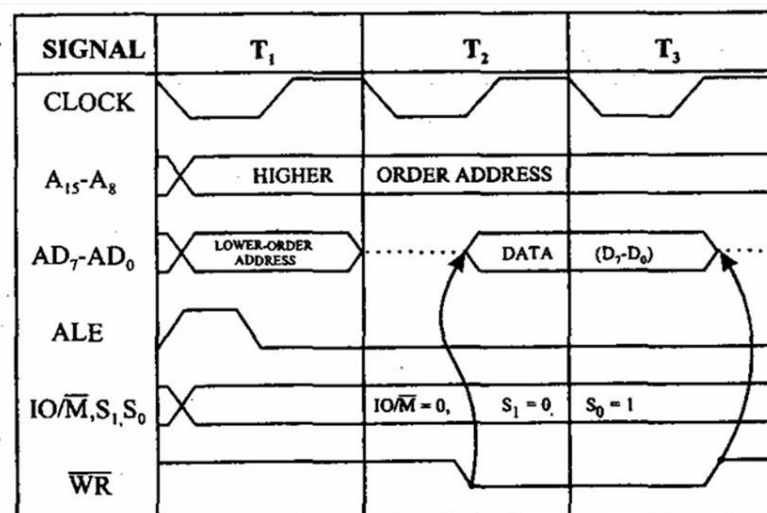 SIGNAL T₁ T₂ T₃
CLOCK
A₁₅-A₈ HIGHER ORDER ADDRESS
AD₇-AD₀ LOWER-ORDER ADDRESS DATA (D₇-D₀)
ALE
IO/M̅,S₁,S₀ IO/M̅ = 0, S₁ = 0, S₀ = 1
W̅R̅